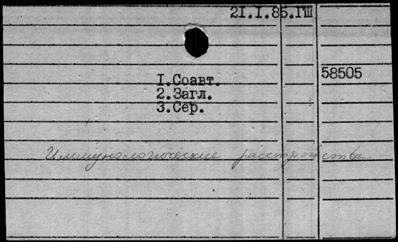 21.I.85.ГШ
58505
I.Соавт.
2.Загл.
3.Сер.
Иммунологические расстройства